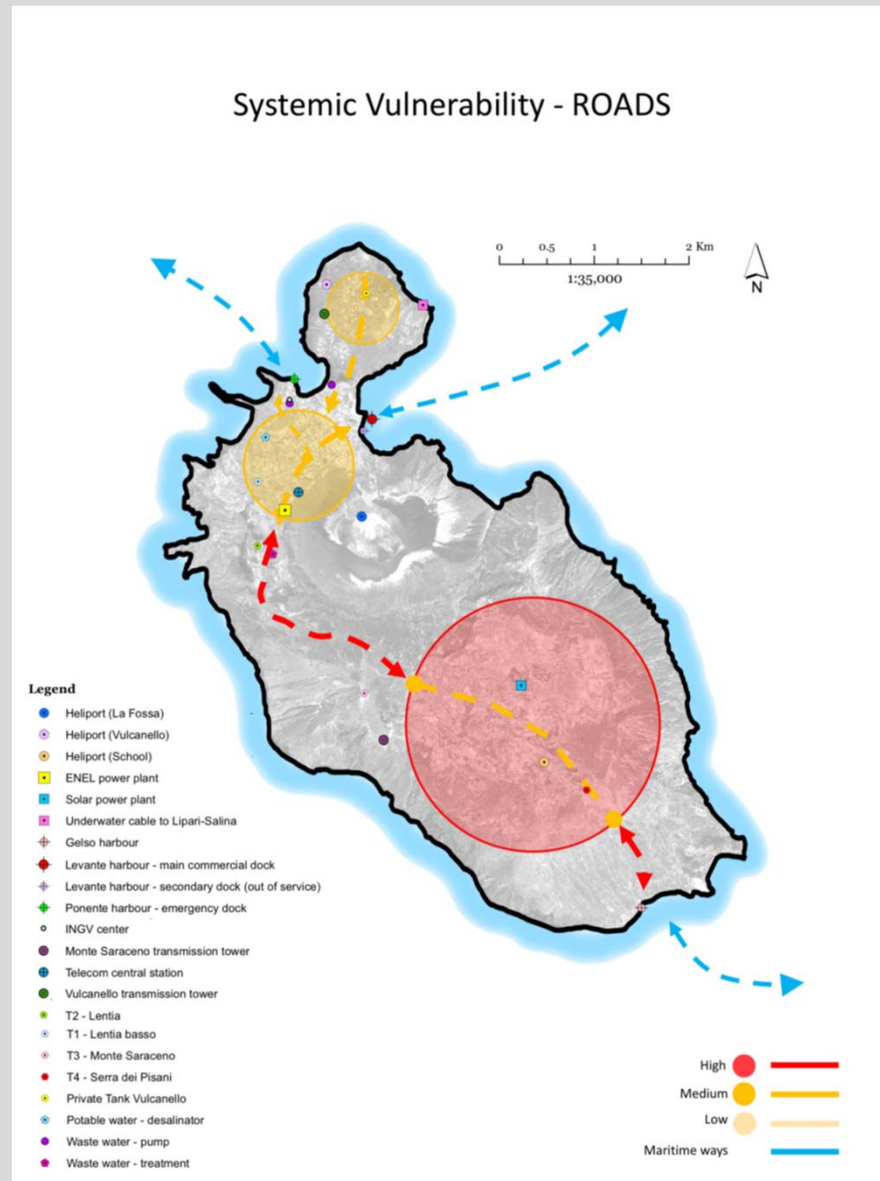 Systemic Vulnerability - ROADS
0 0.5 1 2 Km
1:35,000
N
Legend
Heliport (La Fossa)
Heliport (Vulcanello)
Heliport (School)
ENEL power plant
Solar power plant
Underwater cable to Lipari-Salina
Gelso harbour
Levante harbour - main commercial dock
Levante harbour - secondary dock (out of service)
Ponente harbour - emergency dock
INGV center
Monte Saraceno transmission tower
Telecom central station
Vulcanello transmission tower
T2 - Lentia
T1 - Lentia basso
T3 - Monte Saraceno
T4 - Serra dei Pisani
Private Tank Vulcanello
Potable water - desalinator
Waste water - pump
Waste water - treatment
High
Medium
Low
Maritime ways